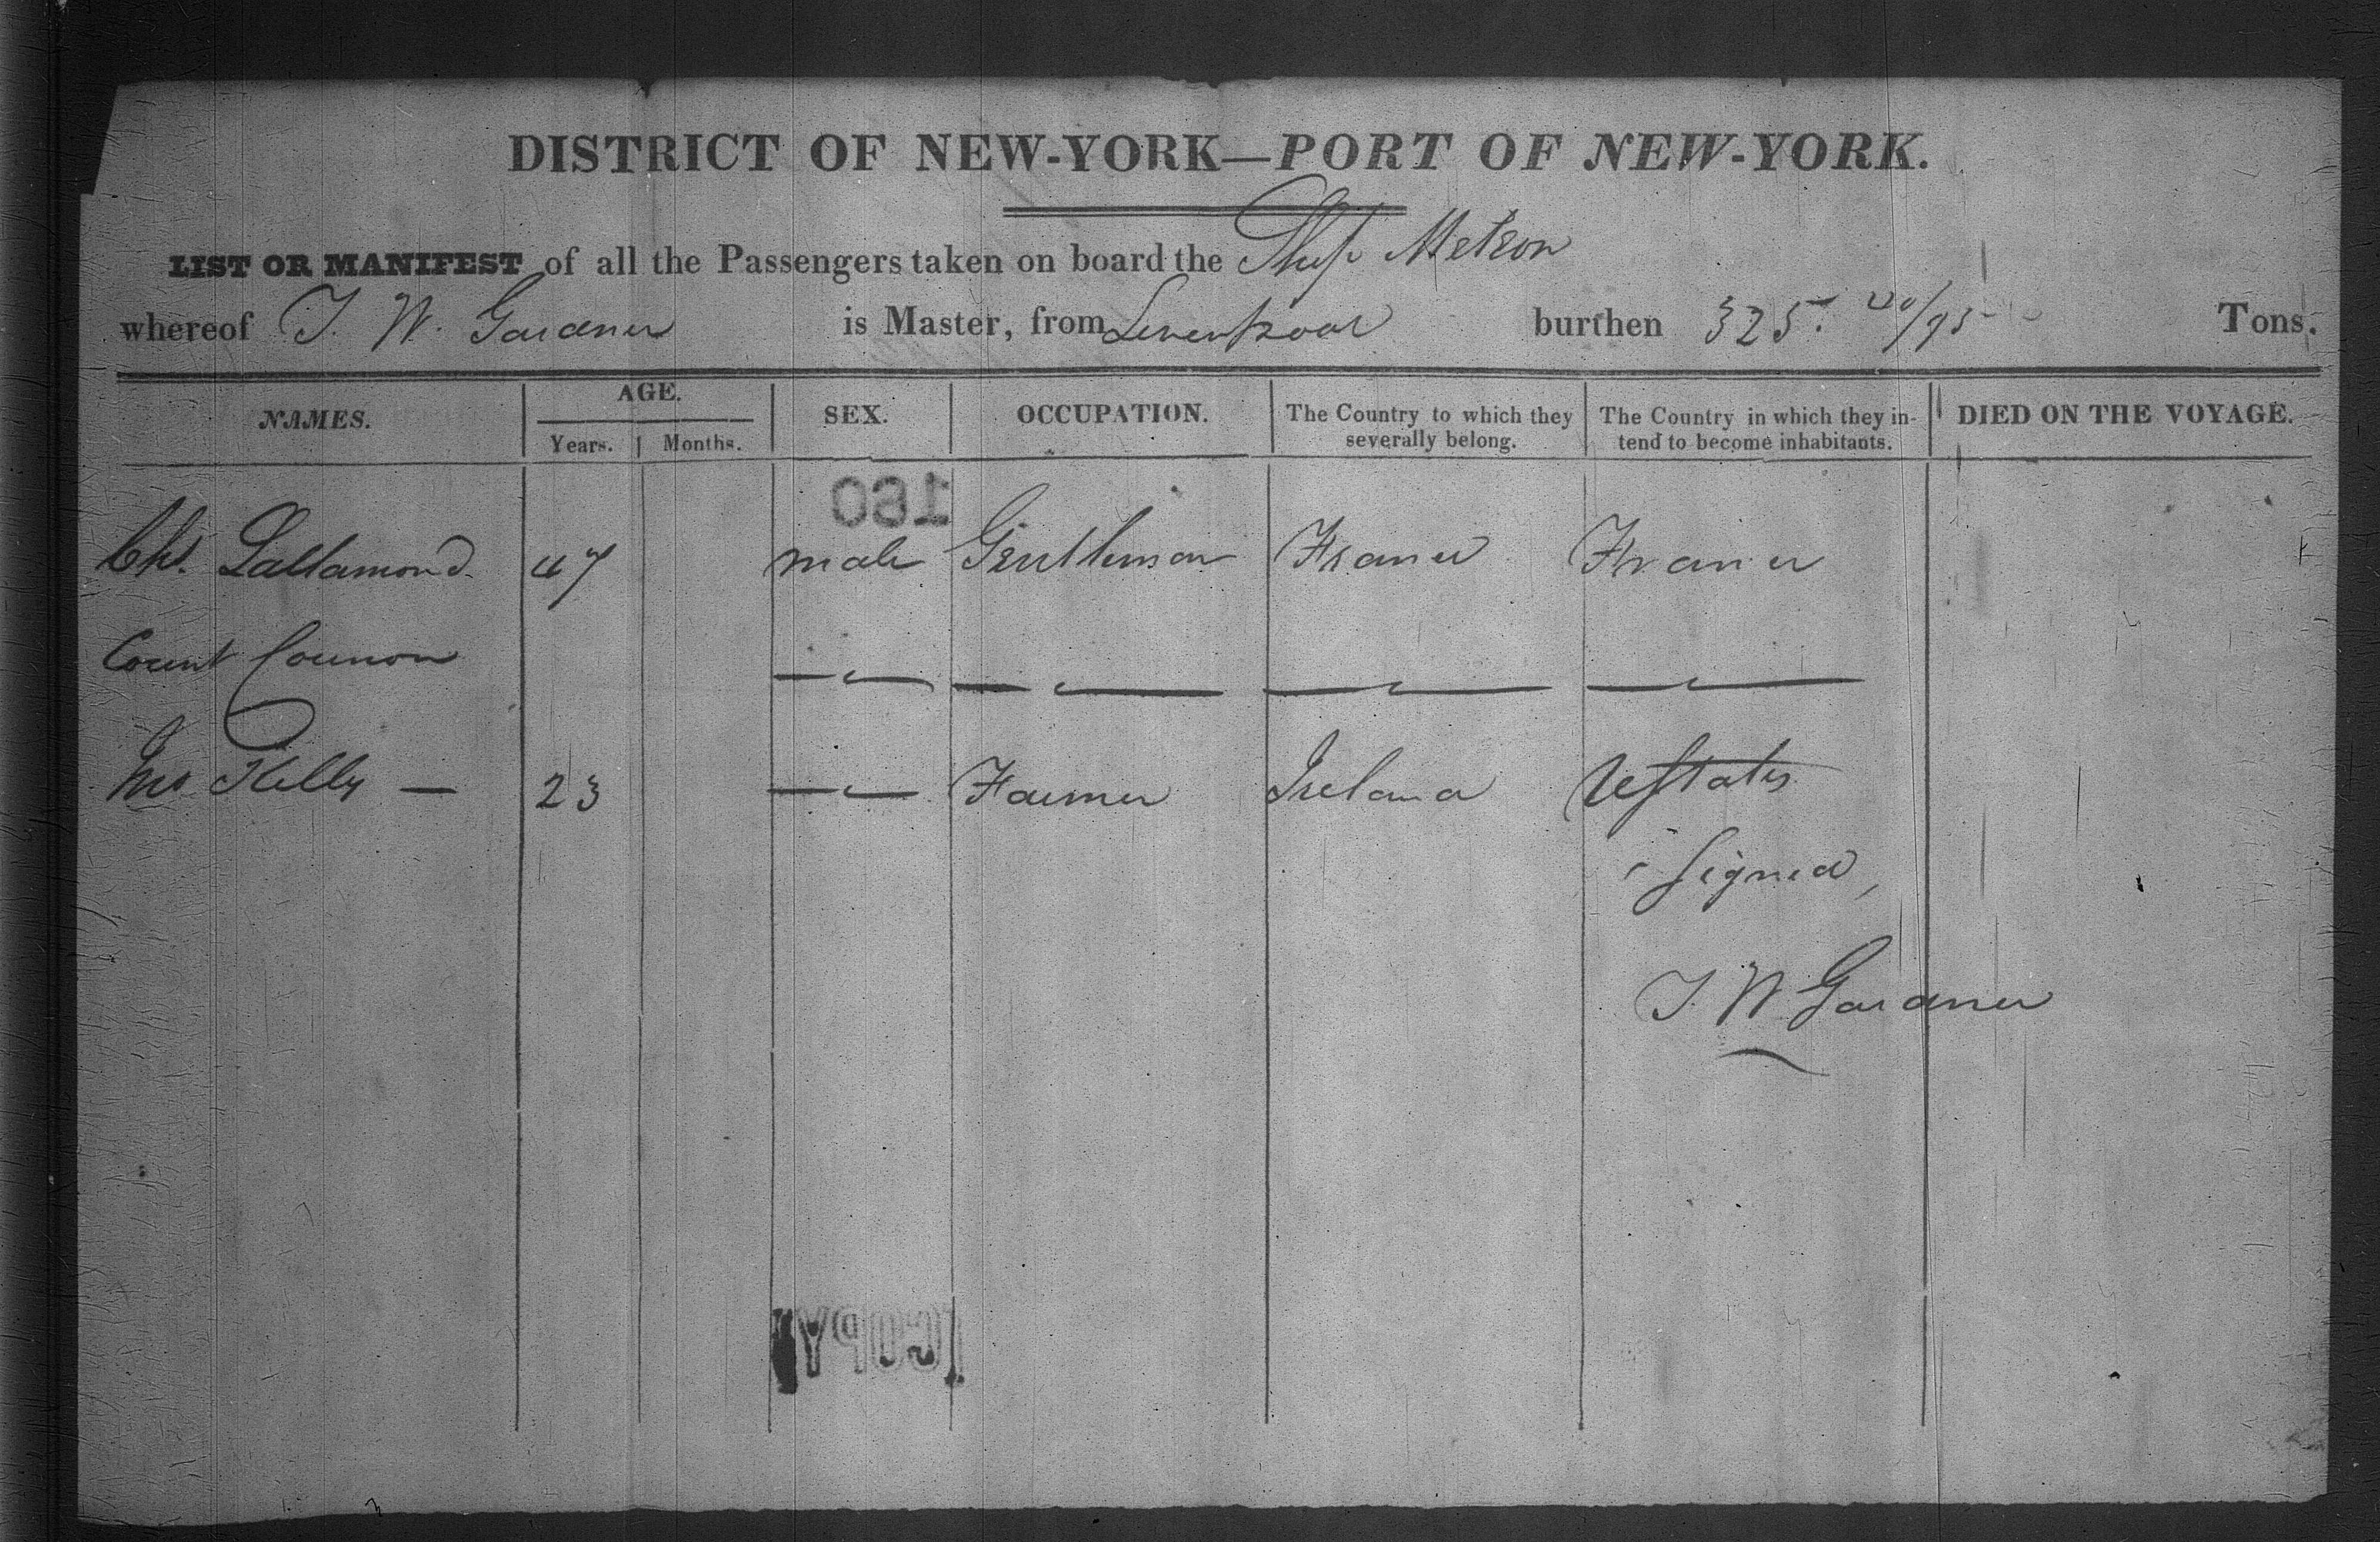 DISTRICT OF NEW-YORK—PORT OF NEW-YORK.
LIST OR MANIFEST of all the Passengers taken on board the Ship Meteor
whereof T. W. Gardner is Master, from Liverpool burthen 325. /95 Tons.
NAMES. AGE. Years. Months. SEX. OCCUPATION. The Country to which they severally belong. The Country in which they intend to become inhabitants. DIED ON THE VOYAGE.
160
Chs. Lallamond 47 male Gentleman France France
Count
Jno Kelly — 23 Farmer Ireland UStates
Signed,
T. W Gardner
COPY